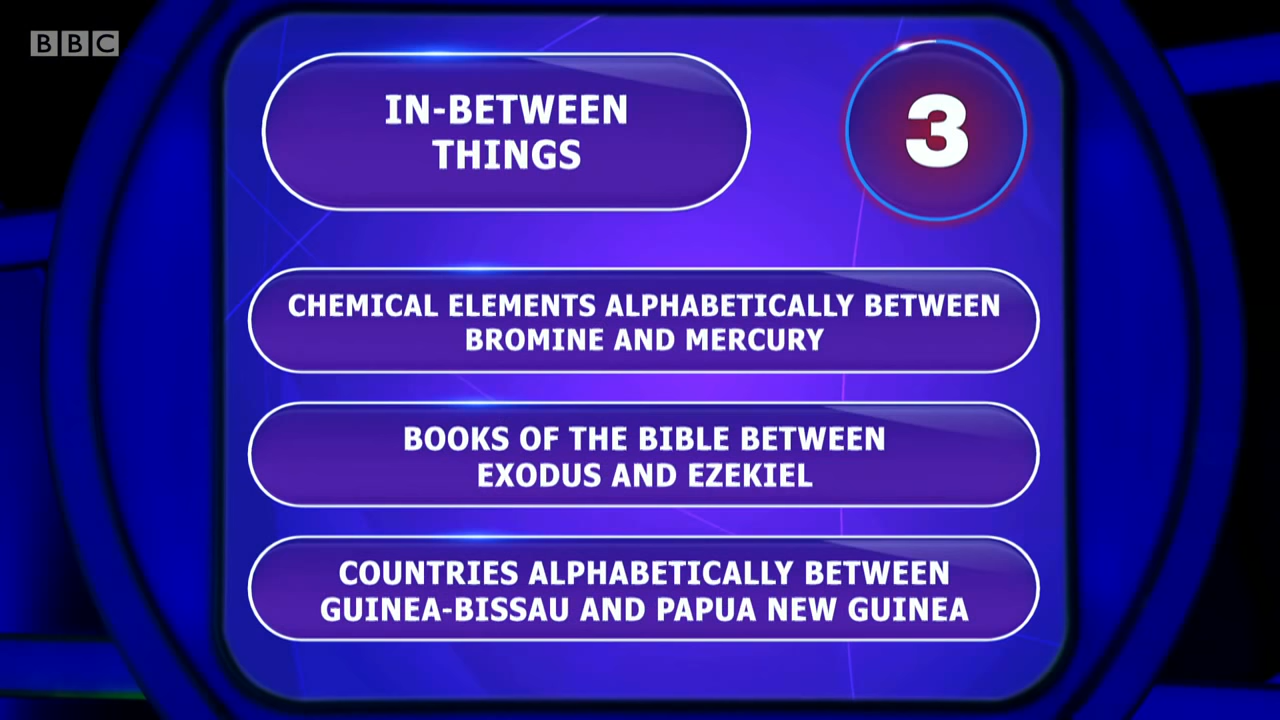 BBC
IN-BETWEEN
THINGS
3
CHEMICAL ELEMENTS ALPHABETICALLY BETWEEN
BROMINE AND MERCURY
BOOKS OF THE BIBLE BETWEEN
EXODUS AND EZEKIEL
COUNTRIES ALPHABETICALLY BETWEEN
GUINEA-BISSAU AND PAPUA NEW GUINEA